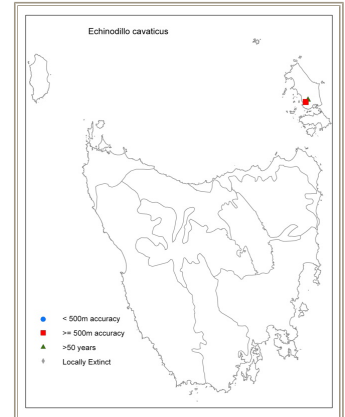 Echinodillo cavaticus
< 500m accuracy
>= 500m accuracy
>50 years
Locally Extinct